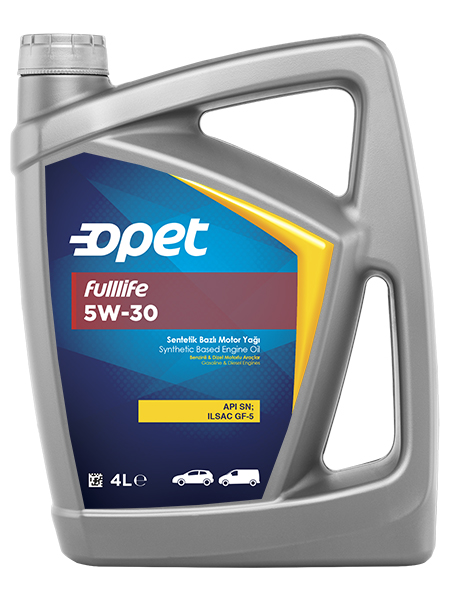 opet
Fulllife
5W-30
Sentetik Bazlı Motor Yağı
Synthetic Based Engine Oil
Benzinli & Dizel Motorlu Araçlar
Gasoline & Diesel Engines
API SN;
ILSAC GF-5
4L℮